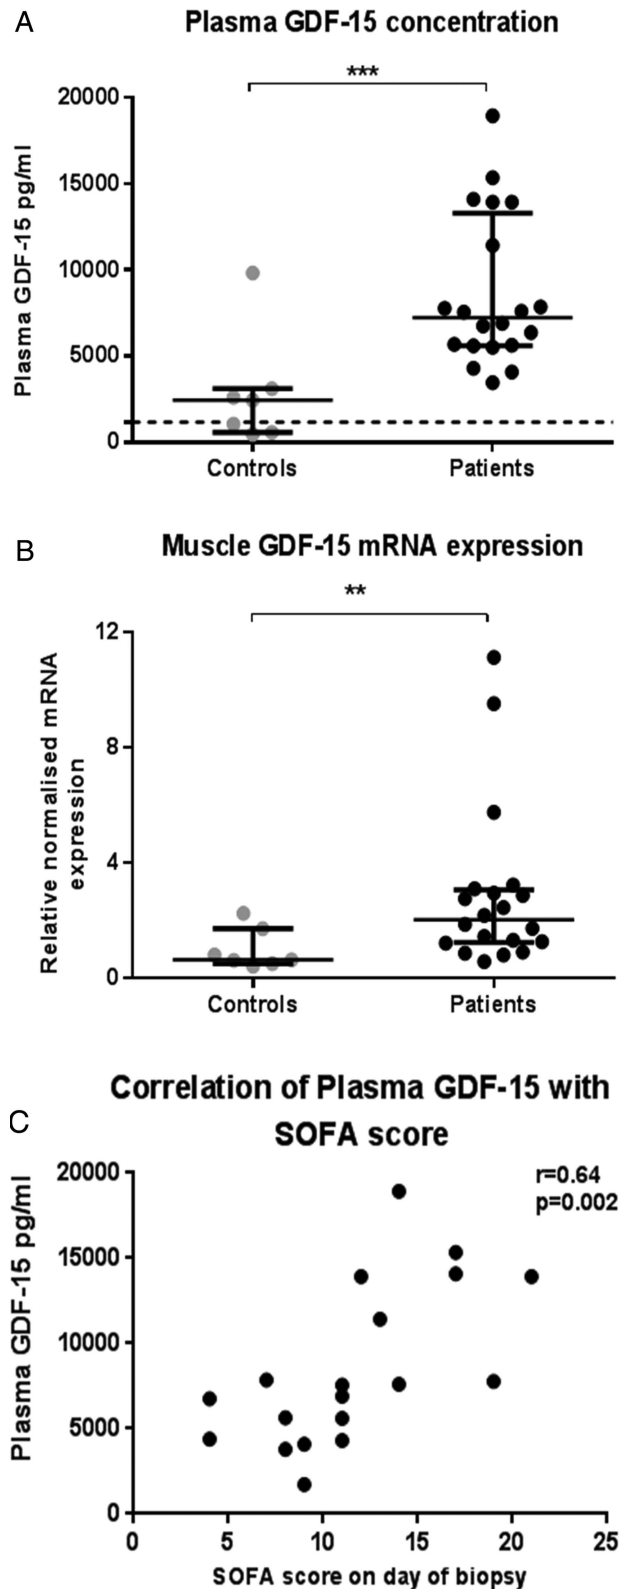 A
Plasma GDF-15 concentration
***
Plasma GDF-15 pg/ml
20000
15000
10000
5000
0
Controls
Patients
B
Muscle GDF-15 mRNA expression
**
Relative normalised mRNA
expression
12
8
4
0
Controls
Patients
C
Correlation of Plasma GDF-15 with
SOFA score
r=0.64
p=0.002
Plasma GDF-15 pg/ml
20000
15000
10000
5000
0
0 5 10 15 20 25
SOFA score on day of biopsy